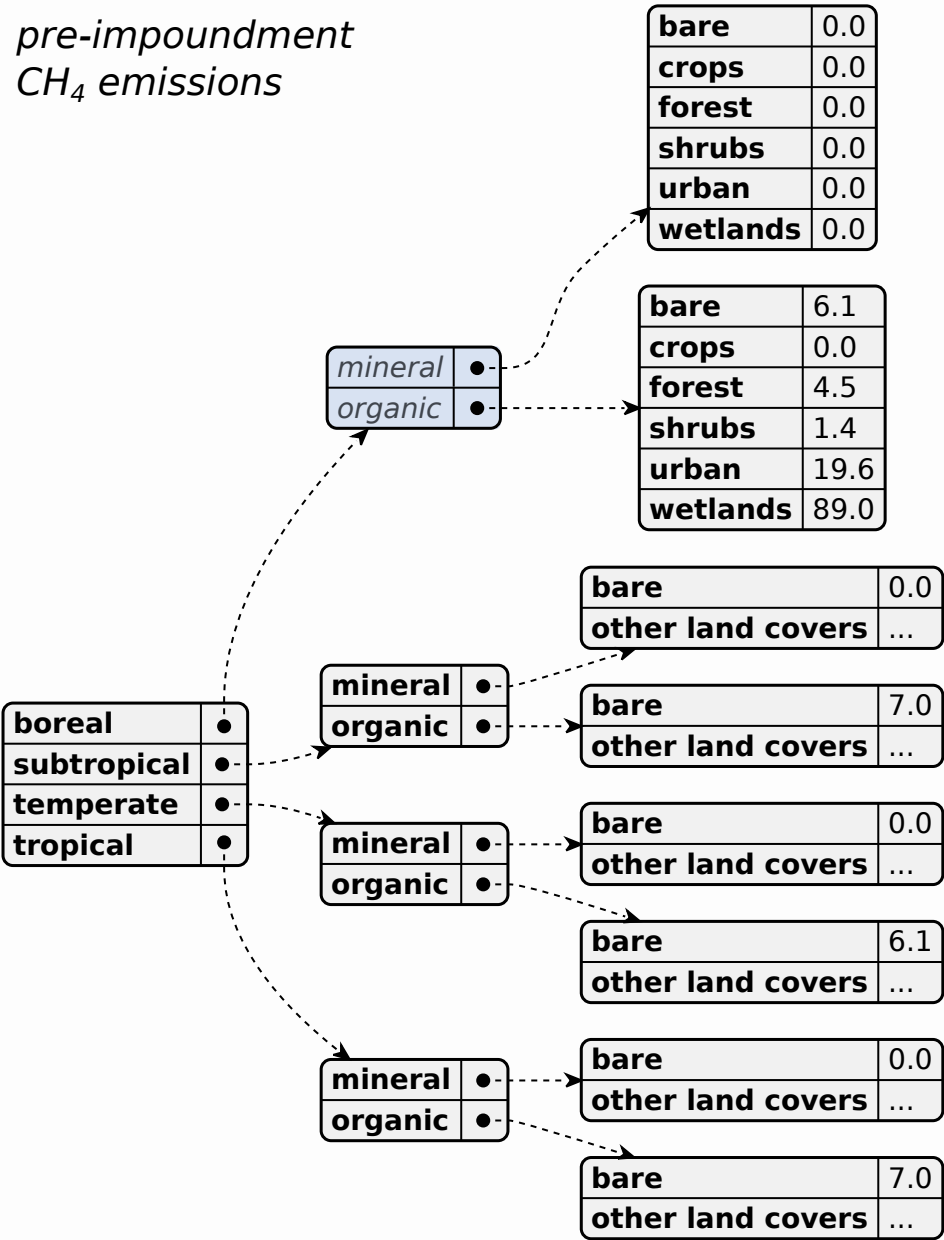 pre-impoundment
CH₄ emissions
bare 0.0
crops 0.0
forest 0.0
shrubs 0.0
urban 0.0
wetlands 0.0
bare 6.1
crops 0.0
forest 4.5
shrubs 1.4
urban 19.6
wetlands 89.0
mineral
organic
bare 0.0
other land covers ...
bare 7.0
other land covers ...
mineral
organic
boreal
subtropical
temperate
tropical
bare 0.0
other land covers ...
bare 6.1
other land covers ...
mineral
organic
bare 0.0
other land covers ...
bare 7.0
other land covers ...
mineral
organic